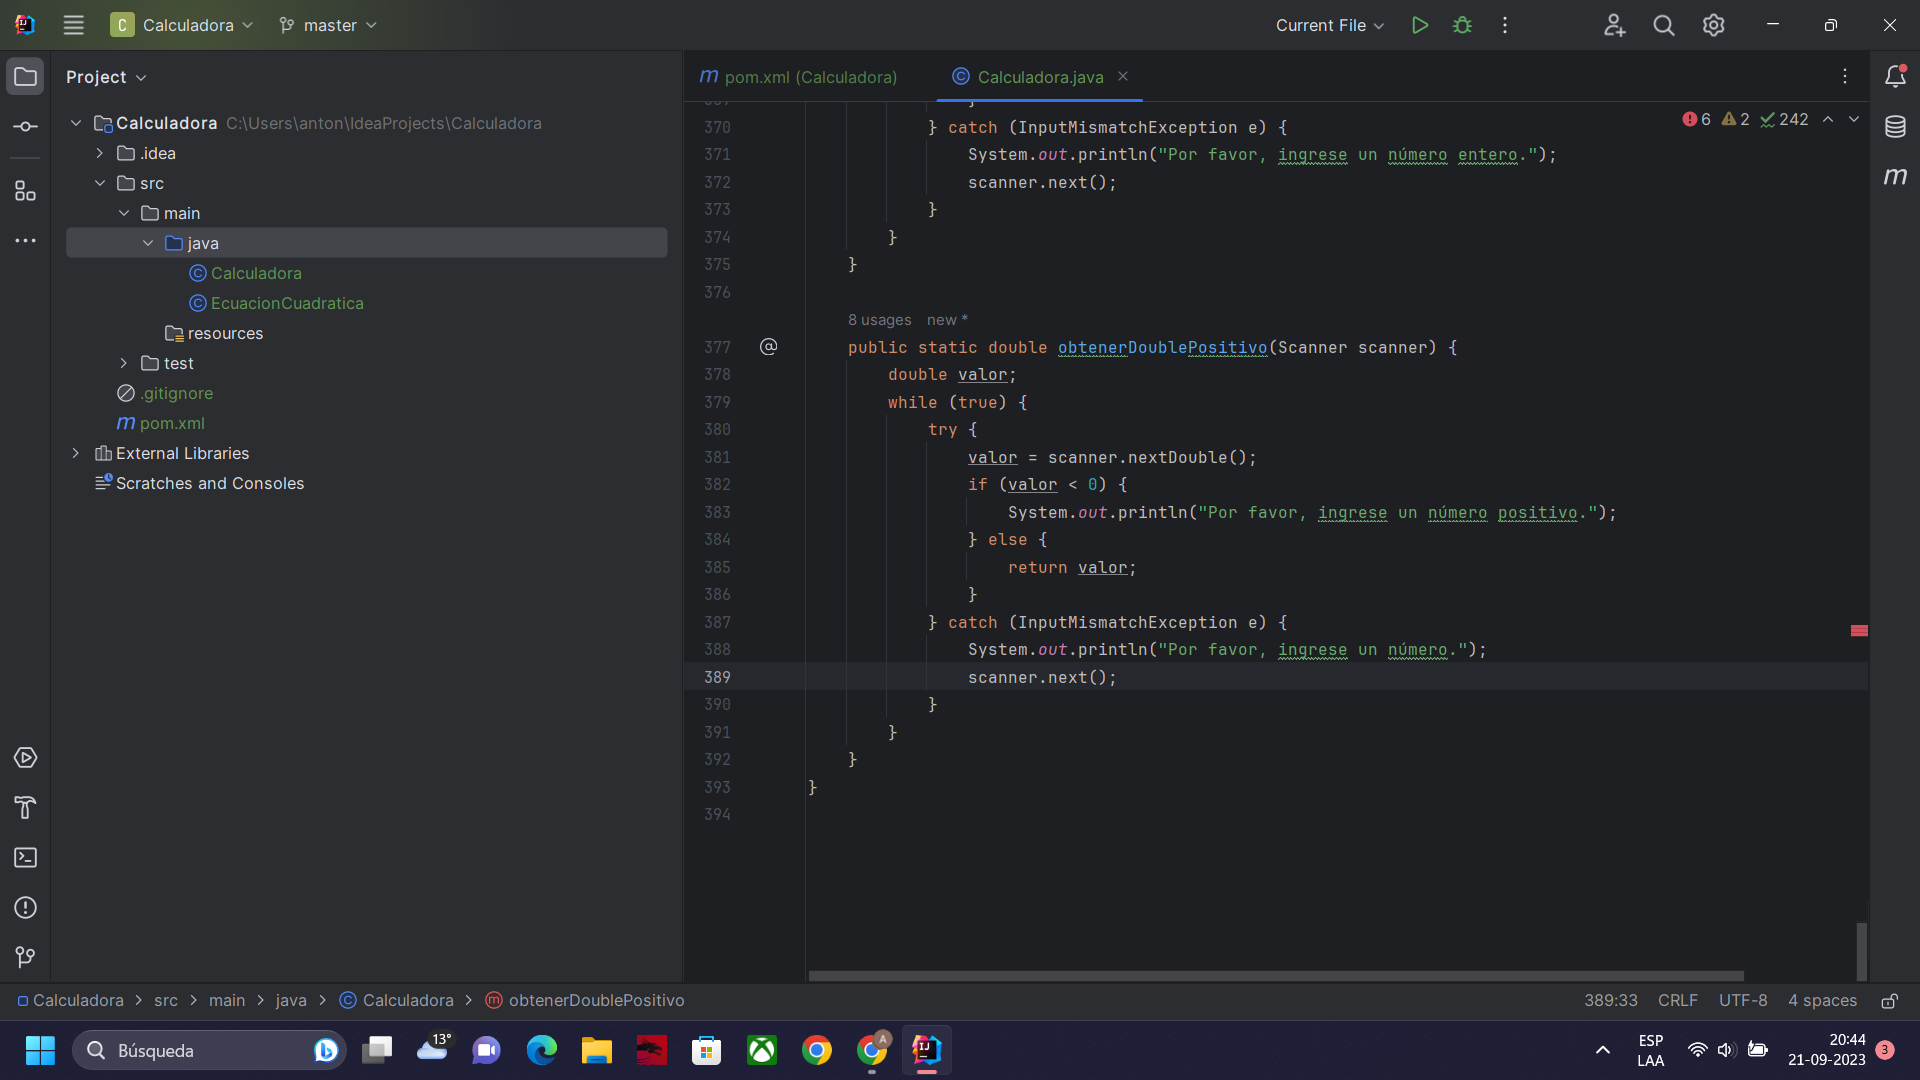 Calculadora
master
Current File
Project
Calculadora C:\Users\anton\IdeaProjects\Calculadora
.idea
src
main
java
Calculadora
EcuacionCuadratica
resources
test
.gitignore
pom.xml
External Libraries
Scratches and Consoles
pom.xml (Calculadora)
Calculadora.java
6 2 242
370 } catch (InputMismatchException e) {
371 System.out.println("Por favor, ingrese un número entero.");
372 scanner.next();
373 }
374 }
375 }
376
8 usages new *
377 public static double obtenerDoublePositivo(Scanner scanner) {
378 double valor;
379 while (true) {
380 try {
381 valor = scanner.nextDouble();
382 if (valor < 0) {
383 System.out.println("Por favor, ingrese un número positivo.");
384 } else {
385 return valor;
386 }
387 } catch (InputMismatchException e) {
388 System.out.println("Por favor, ingrese un número.");
389 scanner.next();
390 }
391 }
392 }
393 }
394
Calculadora > src > main > java > Calculadora > obtenerDoublePositivo
389:33 CRLF UTF-8 4 spaces
Búsqueda
13°
A
ESP
LAA
20:44
21-09-2023
3